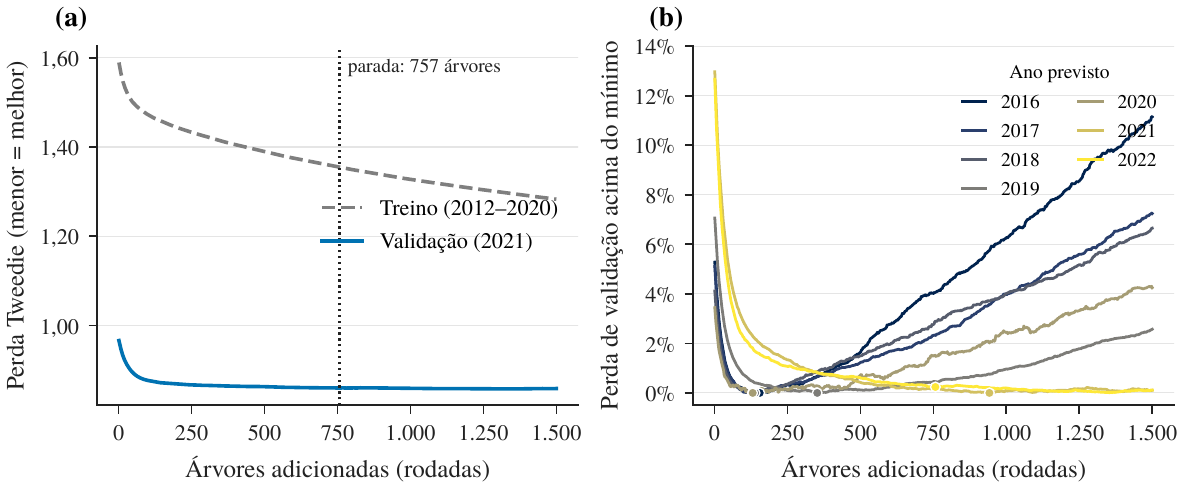 (a)
Perda Tweedie (menor = melhor)
1,60
1,40
1,20
1,00
parada: 757 árvores
Treino (2012–2020)
Validação (2021)
0 250 500 750 1.000 1.250 1.500
Árvores adicionadas (rodadas)
(b)
Perda de validação acima do mínimo
14%
12%
10%
8%
6%
4%
2%
0%
Ano previsto
2016 2020
2017 2021
2018 2022
2019
0 250 500 750 1.000 1.250 1.500
Árvores adicionadas (rodadas)